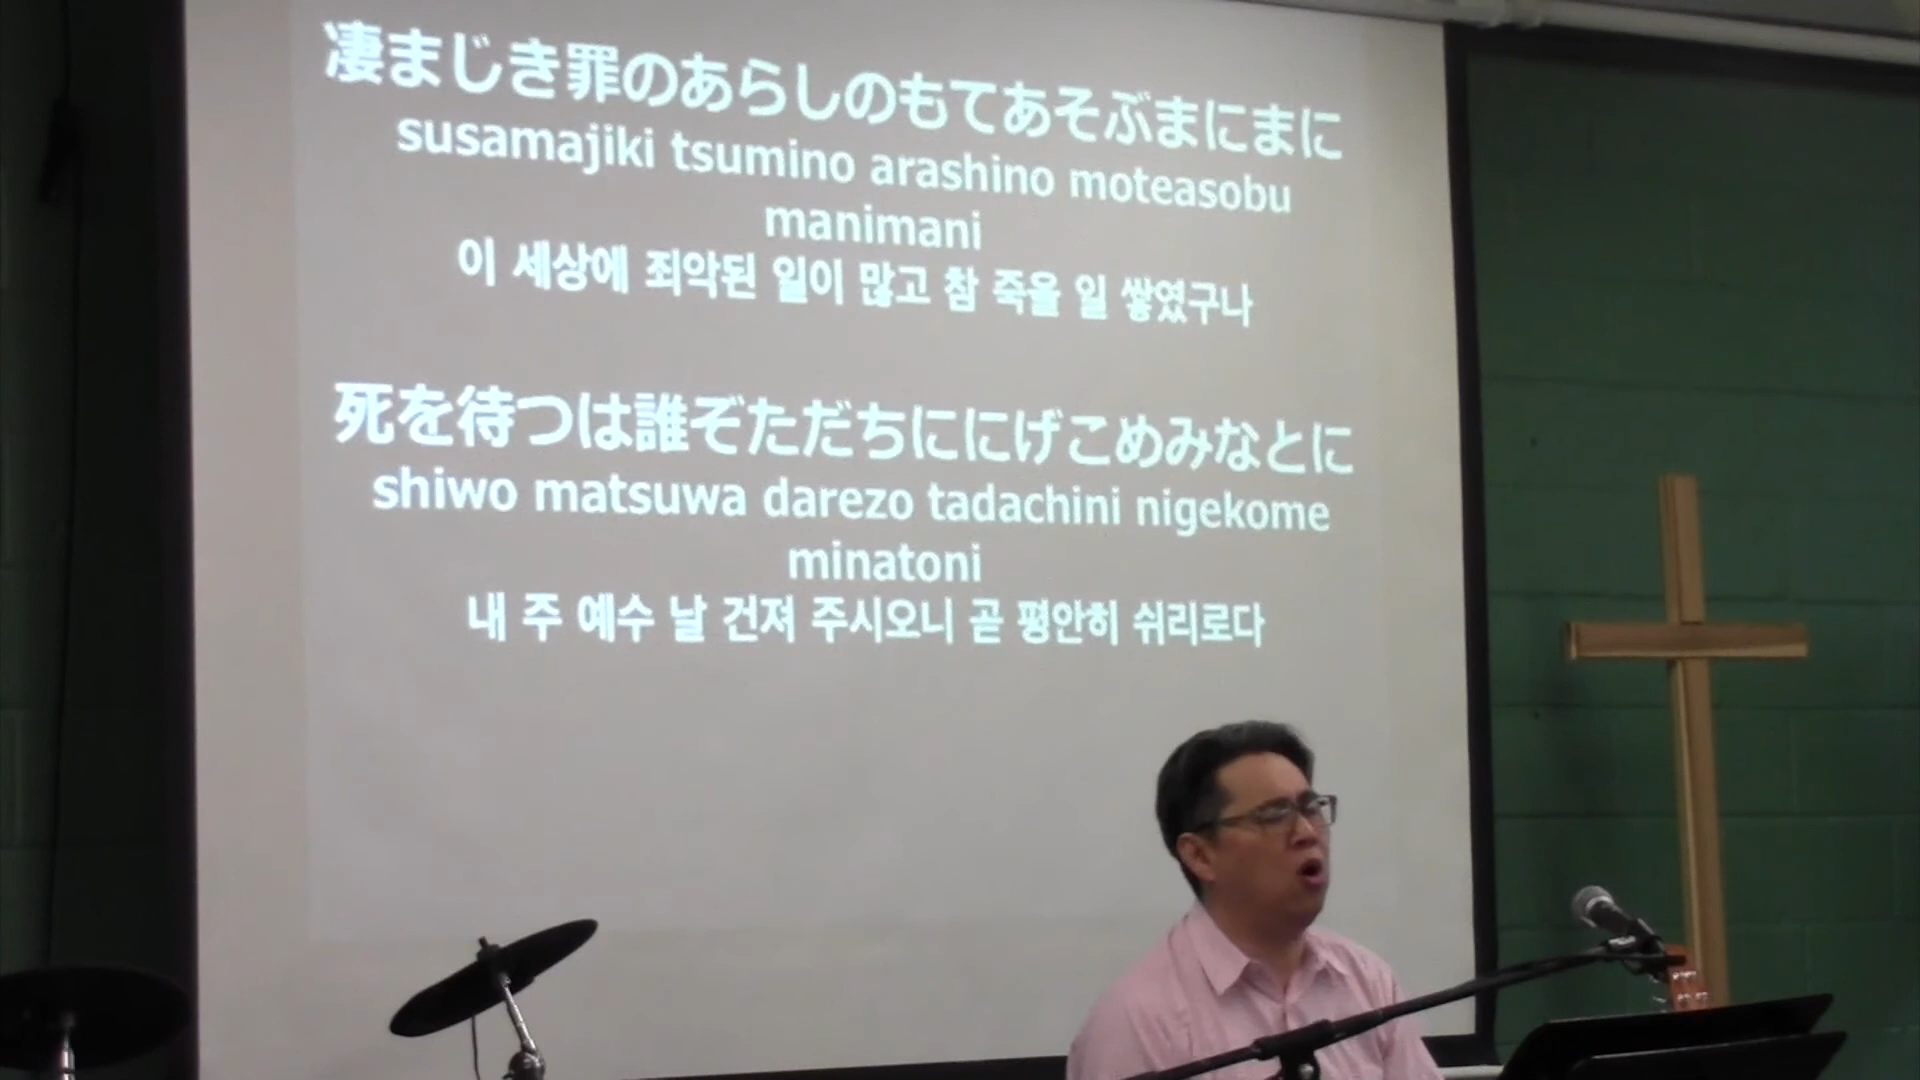 凄まじき罪のあらしのもてあそぶまにまに
susamajiki tsumino arashino moteasobu
manimani
이 세상에 죄악된 일이 많고 참 죽을 일 쌓였구나
死を待つは誰ぞただちににげこめみなとに
shiwo matsuwa darezo tadachini nigekome
minatoni
내 주 예수 날 건져 주시오니 곧 평안히 쉬리로다